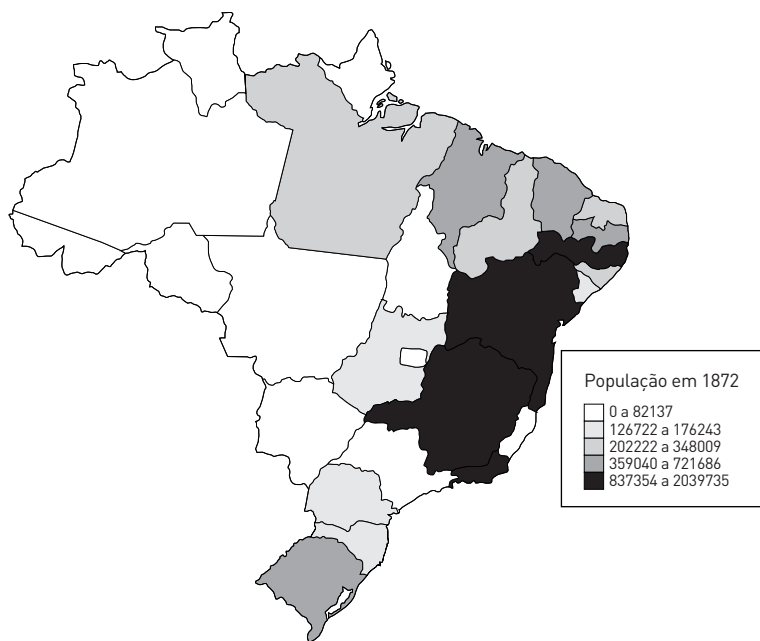 População em 1872
0 a 82137
126722 a 176243
202222 a 348009
359040 a 721686
837354 a 2039735